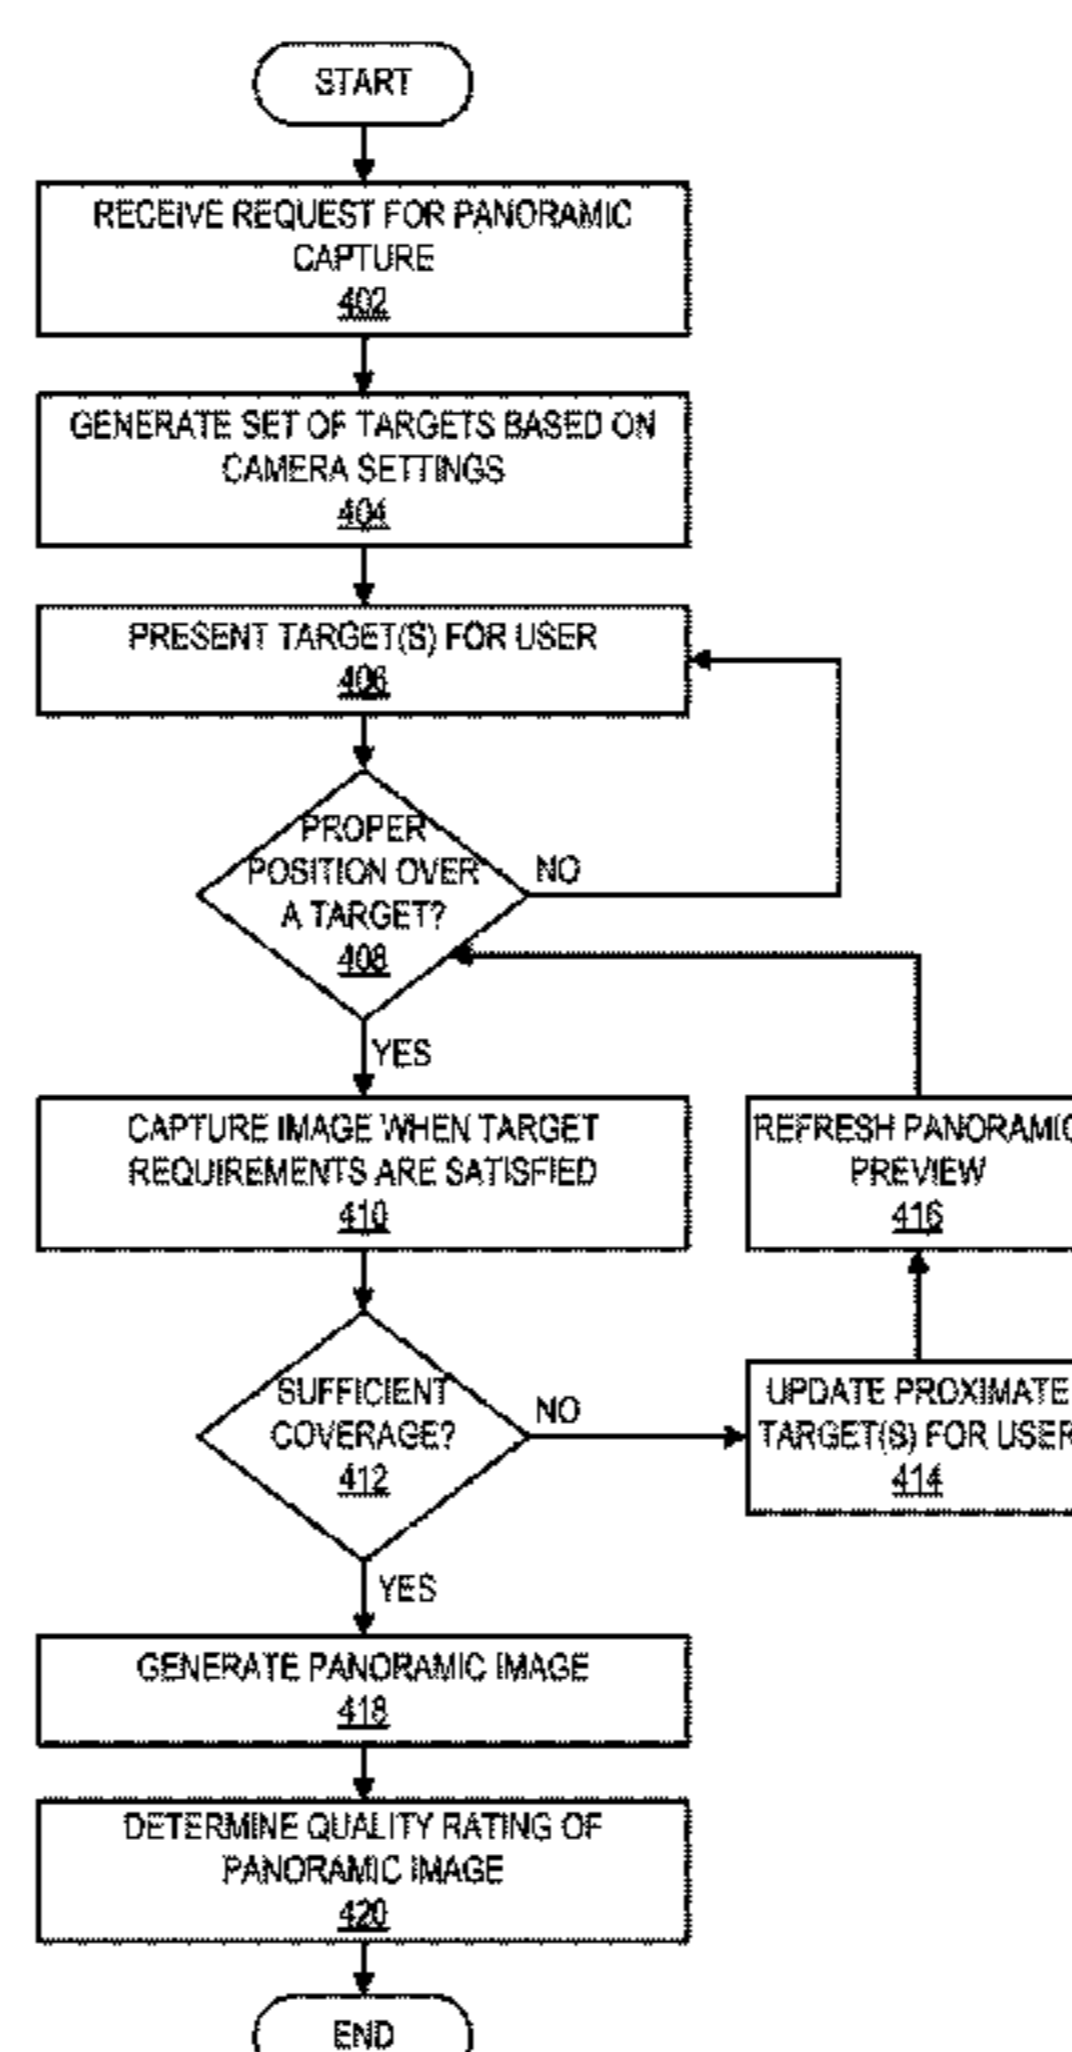 START
RECEIVE REQUEST FOR PANORAMIC
CAPTURE
402
GENERATE SET OF TARGETS BASED ON
CAMERA SETTINGS
404
PRESENT TARGET(S) FOR USER
406
PROPER
POSITION OVER
A TARGET?
408
NO
YES
CAPTURE IMAGE WHEN TARGET
REQUIREMENTS ARE SATISFIED
410
REFRESH PANORAMIC
PREVIEW
416
SUFFICIENT
COVERAGE?
412
NO
UPDATE PROXIMATE
TARGET(S) FOR USER
414
YES
GENERATE PANORAMIC IMAGE
418
DETERMINE QUALITY RATING OF
PANORAMIC IMAGE
420
END